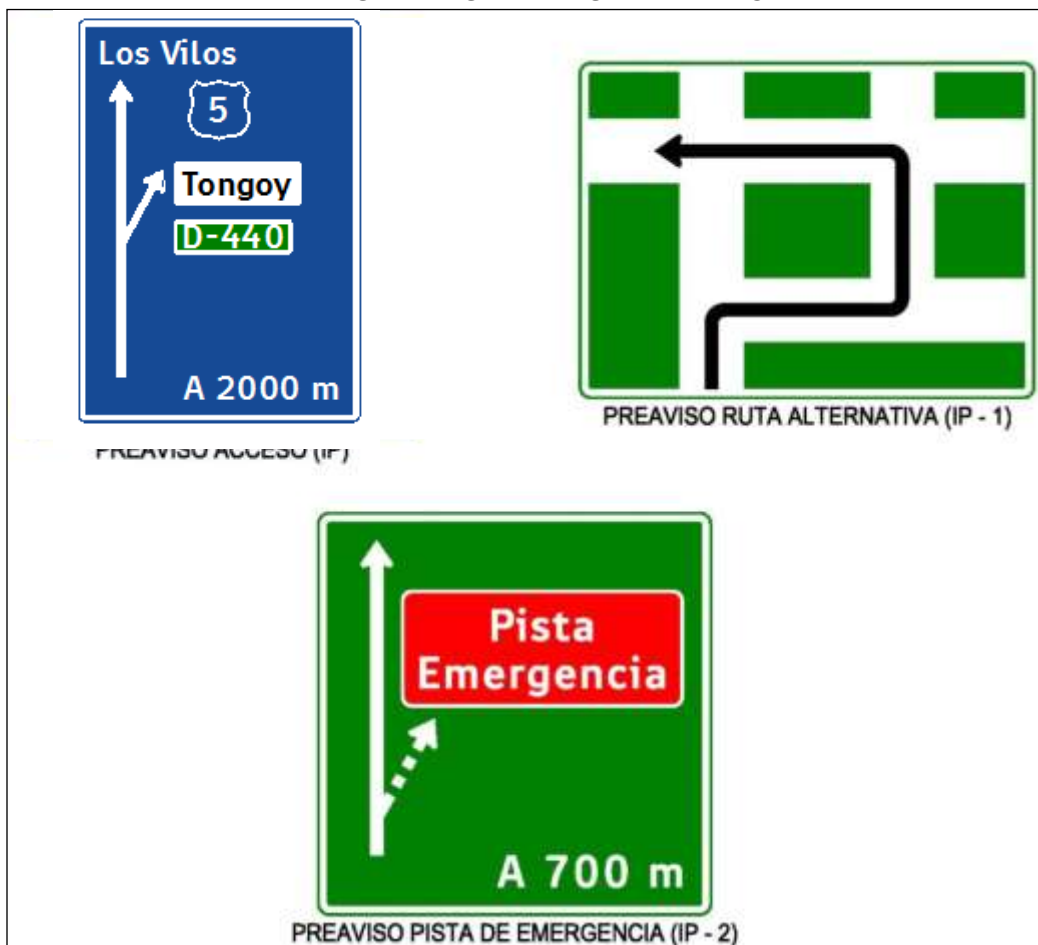 Los Vilos
5
Tongoy
D-440
A 2000 m
PREAVISO ACCESO (IP)
PREAVISO RUTA ALTERNATIVA (IP - 1)
Pista
Emergencia
A 700 m
PREAVISO PISTA DE EMERGENCIA (IP - 2)